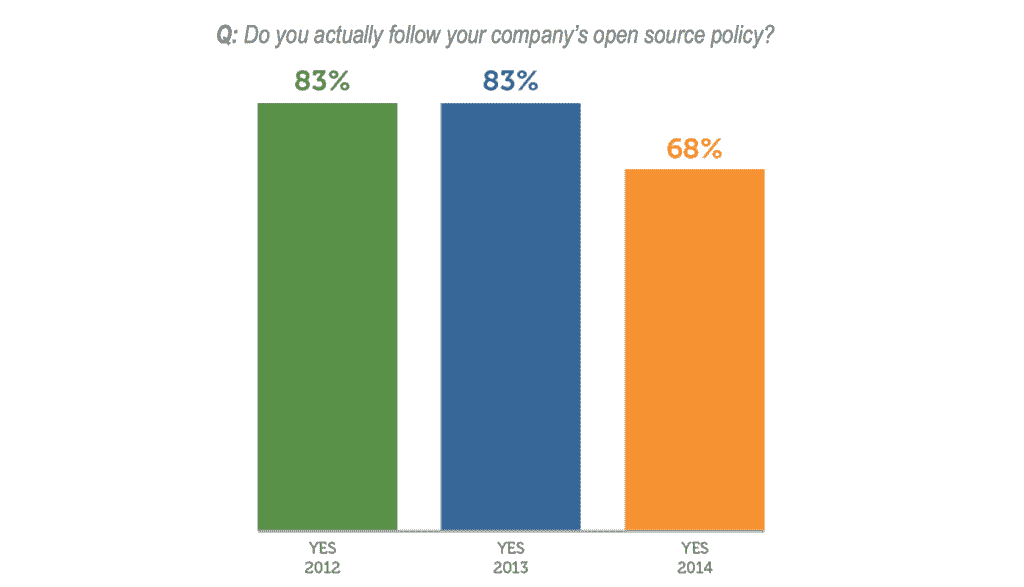 Q: Do you actually follow your company’s open source policy?
83%
83%
68%
YES
2012
YES
2013
YES
2014